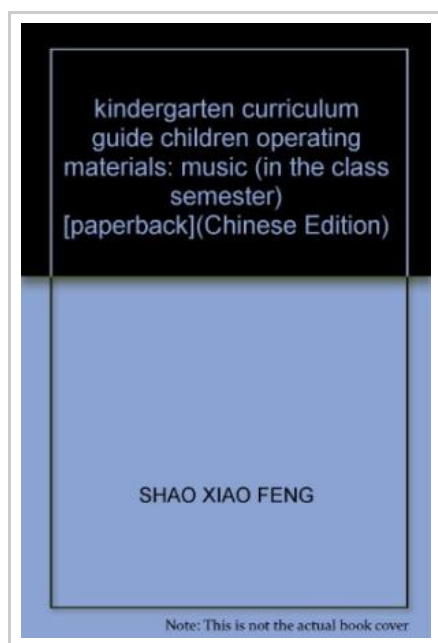 kindergarten curriculum
guide children operating
materials: music (in the class
semester)
[paperback](Chinese Edition)
SHAO XIAO FENG
Note: This is not the actual book cover